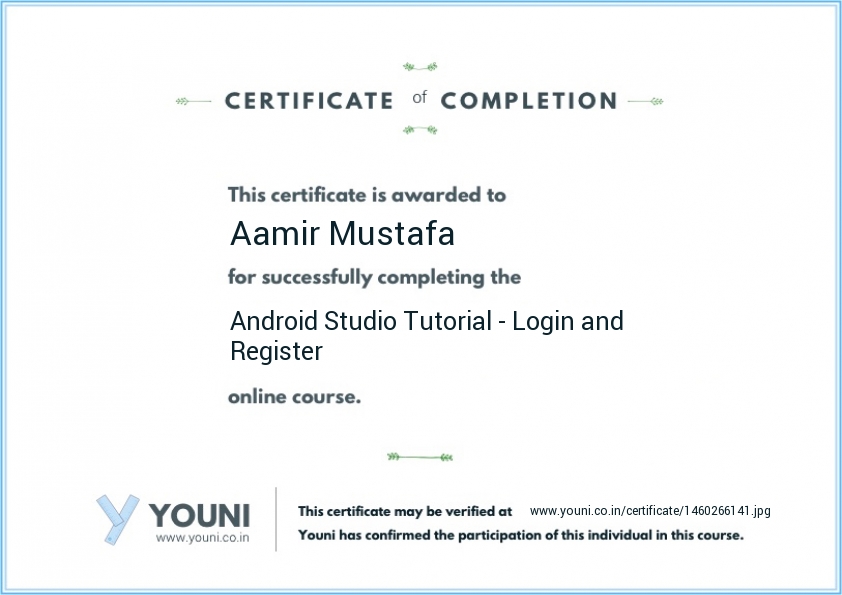 CERTIFICATE of COMPLETION
This certificate is awarded to
Aamir Mustafa
for successfully completing the
Android Studio Tutorial - Login and
Register
online course.
YOUNI
www.youni.co.in
This certificate may be verified at www.youni.co.in/certificate/1460266141.jpg
Youni has confirmed the participation of this individual in this course.